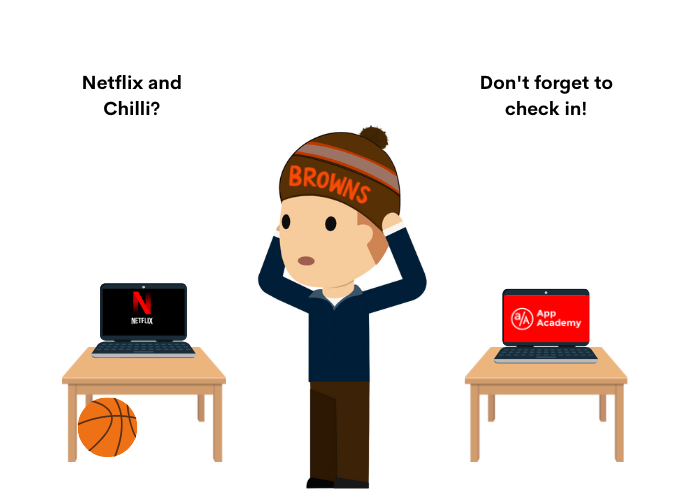 Netflix and
Chilli?
Don't forget to
check in!
BROWNS
N
NETFLIX
a/A App
Academy